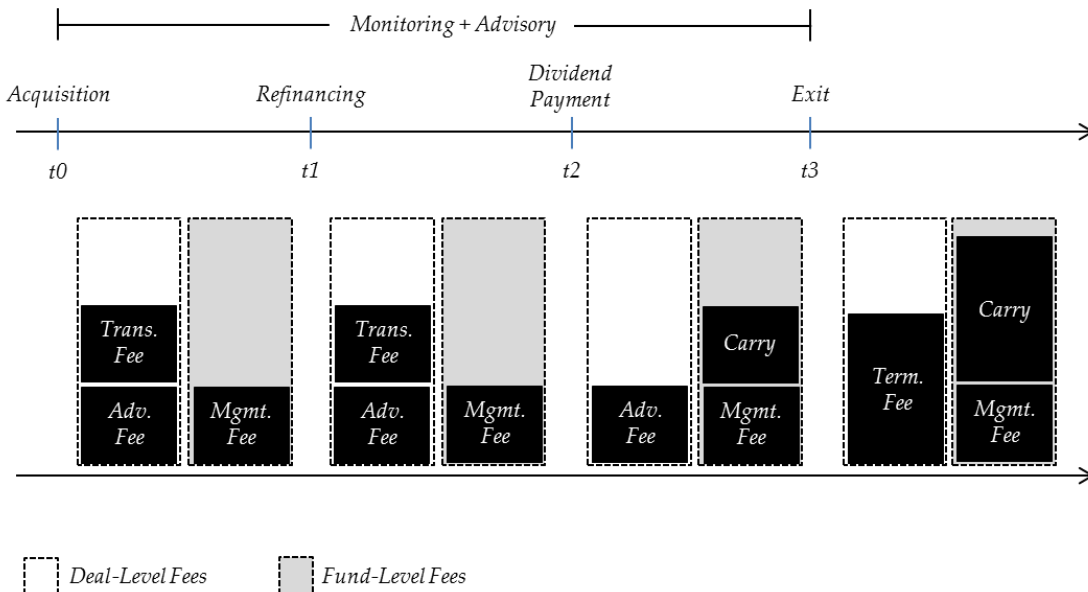 Monitoring + Advisory
Acquisition
Refinancing
Dividend
Payment
Exit
t0
t1
t2
t3
Trans.
Fee
Adv.
Fee
Mgmt.
Fee
Trans.
Fee
Adv.
Fee
Mgmt.
Fee
Adv.
Fee
Carry
Mgmt.
Fee
Term.
Fee
Carry
Mgmt.
Fee
Deal-Level Fees
Fund-Level Fees